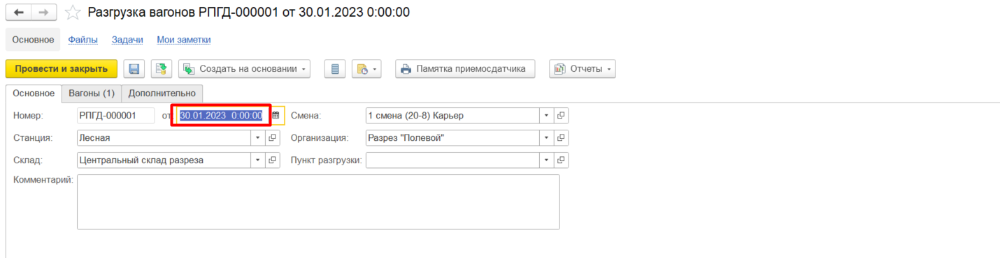 Разгрузка вагонов РПГД-000001 от 30.01.2023 0:00:00
Основное Файлы Задачи Мои заметки
Провести и закрыть Создать на основании Памятка приемосдатчика Отчеты
Основное Вагоны (1) Дополнительно
Номер: РПГД-000001 от 30.01.2023 0:00:00 Смена: 1 смена (20-8) Карьер
Станция: Лесная Организация: Разрез "Полевой"
Склад: Центральный склад разреза Пункт разгрузки:
Комментарий: